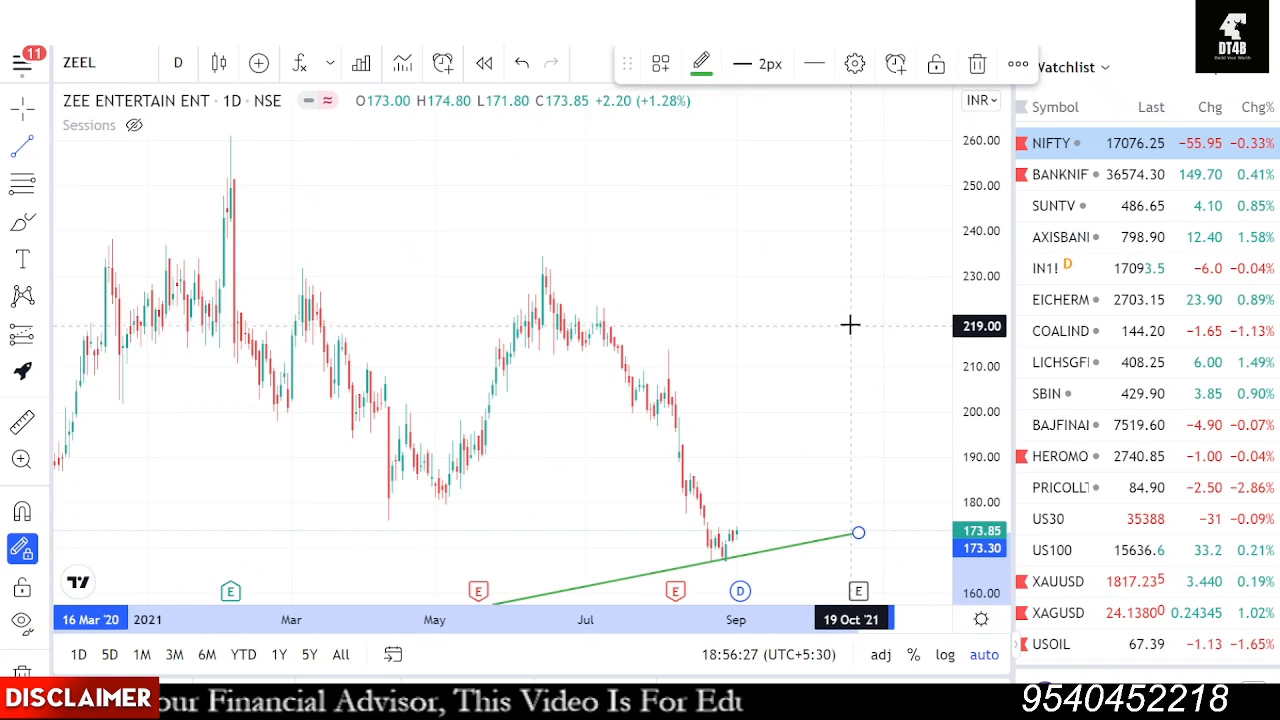 DT4B
Build Your Worth
11
ZEEL
D
2px
Watchlist
ZEE ENTERTAIN ENT · 1D · NSE
O173.00 H174.80 L171.80 C173.85 +2.20 (+1.28%)
INR
Sessions
Symbol Last Chg Chg%
NIFTY 17076.25 −55.95 −0.33%
BANKNIF 36574.30 149.70 0.41%
SUNTV 486.65 4.10 0.85%
AXISBANI 798.90 12.40 1.58%
IN1! D 17093.5 −6.0 −0.04%
EICHERM 2703.15 23.90 0.89%
COALIND 144.20 −1.65 −1.13%
LICHSGFI 408.25 6.00 1.49%
SBIN 429.90 3.85 0.90%
BAJFINAI 7519.60 −4.90 −0.07%
HEROMO 2740.85 −1.00 −0.04%
PRICOLL 84.90 −2.50 −2.86%
US30 35388 −31 −0.09%
US100 15636.6 33.2 0.21%
XAUUSD 1817.235 3.440 0.19%
XAGUSD 24.13800 0.24345 1.02%
USOIL 67.39 −1.13 −1.65%
260.00
250.00
240.00
230.00
219.00
210.00
200.00
190.00
180.00
173.85
173.30
160.00
E E E D E
16 Mar '20 2021 Mar May Jul Sep 19 Oct '21
1D 5D 1M 3M 6M YTD 1Y 5Y All
18:56:27 (UTC+5:30) adj % log auto
DISCLAIMER
our Financial Advisor, This Video Is For Edu
9540452218